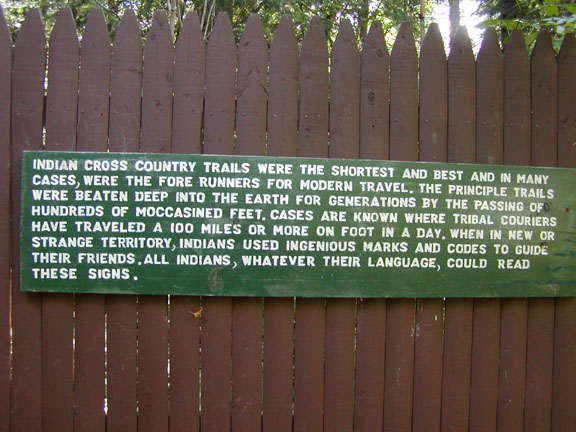 INDIAN CROSS COUNTRY TRAILS WERE THE SHORTEST AND BEST AND IN MANY
CASES, WERE THE FORE RUNNERS FOR MODERN TRAVEL. THE PRINCIPLE TRAILS
WERE BEATEN DEEP INTO THE EARTH FOR GENERATIONS BY THE PASSING OF
HUNDREDS OF MOCCASINED FEET. CASES ARE KNOWN WHERE TRIBAL COURIERS
HAVE TRAVELED A 100 MILES OR MORE ON FOOT IN A DAY. WHEN IN NEW OR
STRANGE TERRITORY, INDIANS USED INGENIOUS MARKS AND CODES TO GUIDE
THEIR FRIENDS. ALL INDIANS, WHATEVER THEIR LANGUAGE, COULD READ
THESE SIGNS.